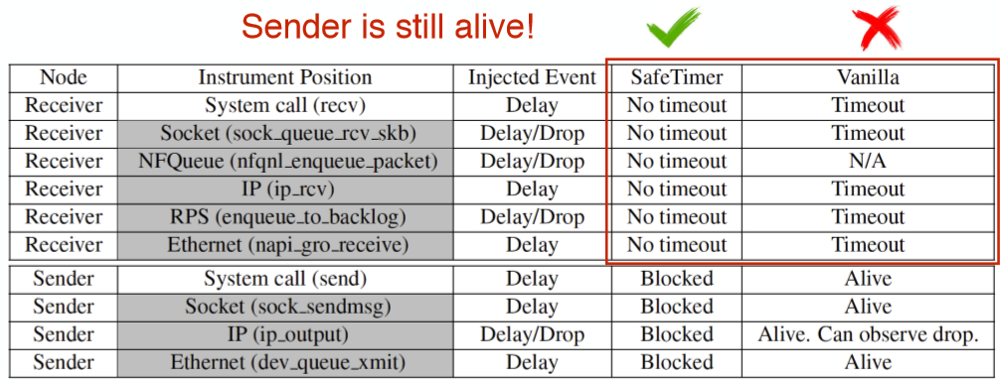 Sender is still alive!
Node Instrument Position Injected Event SafeTimer Vanilla
Receiver System call (recv) Delay No timeout Timeout
Receiver Socket (sock_queue_rcv_skb) Delay/Drop No timeout Timeout
Receiver NFQueue (nfqnl_enqueue_packet) Delay/Drop No timeout N/A
Receiver IP (ip_rcv) Delay No timeout Timeout
Receiver RPS (enqueue_to_backlog) Delay/Drop No timeout Timeout
Receiver Ethernet (napi_gro_receive) Delay No timeout Timeout
Sender System call (send) Delay Blocked Alive
Sender Socket (sock_sendmsg) Delay Blocked Alive
Sender IP (ip_output) Delay/Drop Blocked Alive. Can observe drop.
Sender Ethernet (dev_queue_xmit) Delay Blocked Alive